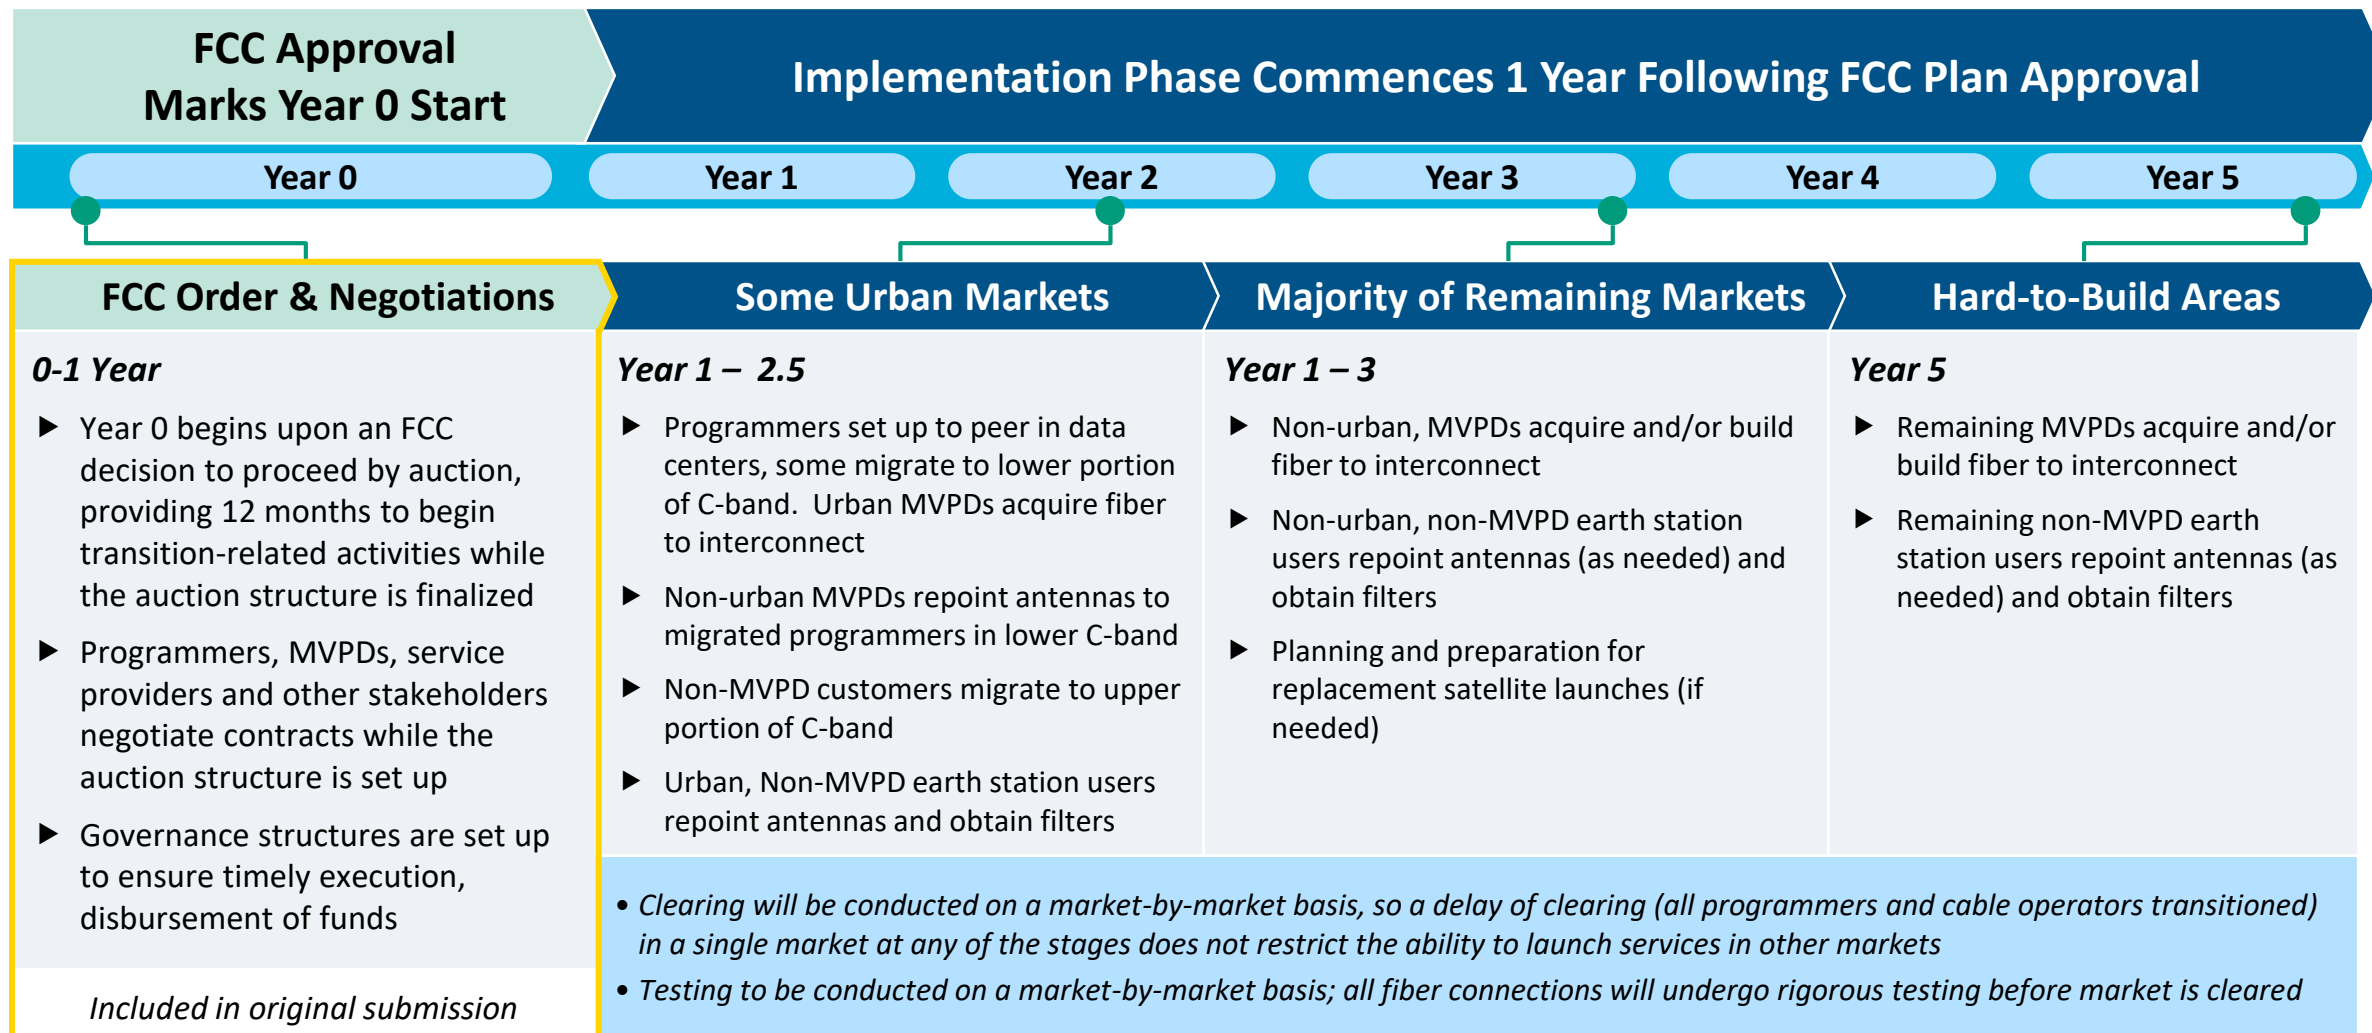 FCC Approval
Marks Year 0 Start
Implementation Phase Commences 1 Year Following FCC Plan Approval
Year 0
Year 1
Year 2
Year 3
Year 4
Year 5
FCC Order & Negotiations
0-1 Year
▶ Year 0 begins upon an FCC
decision to proceed by auction,
providing 12 months to begin
transition-related activities while
the auction structure is finalized
▶ Programmers, MVPDs, service
providers and other stakeholders
negotiate contracts while the
auction structure is set up
▶ Governance structures are set up
to ensure timely execution,
disbursement of funds
Included in original submission
Some Urban Markets
Year 1 – 2.5
▶ Programmers set up to peer in data
centers, some migrate to lower portion
of C-band. Urban MVPDs acquire fiber
to interconnect
▶ Non-urban MVPDs repoint antennas to
migrated programmers in lower C-band
▶ Non-MVPD customers migrate to upper
portion of C-band
▶ Urban, Non-MVPD earth station users
repoint antennas and obtain filters
Majority of Remaining Markets
Year 1 – 3
▶ Non-urban, MVPDs acquire and/or build
fiber to interconnect
▶ Non-urban, non-MVPD earth station
users repoint antennas (as needed) and
obtain filters
▶ Planning and preparation for
replacement satellite launches (if
needed)
Hard-to-Build Areas
Year 5
▶ Remaining MVPDs acquire and/or
build fiber to interconnect
▶ Remaining non-MVPD earth
station users repoint antennas (as
needed) and obtain filters
• Clearing will be conducted on a market-by-market basis, so a delay of clearing (all programmers and cable operators transitioned)
in a single market at any of the stages does not restrict the ability to launch services in other markets
• Testing to be conducted on a market-by-market basis; all fiber connections will undergo rigorous testing before market is cleared